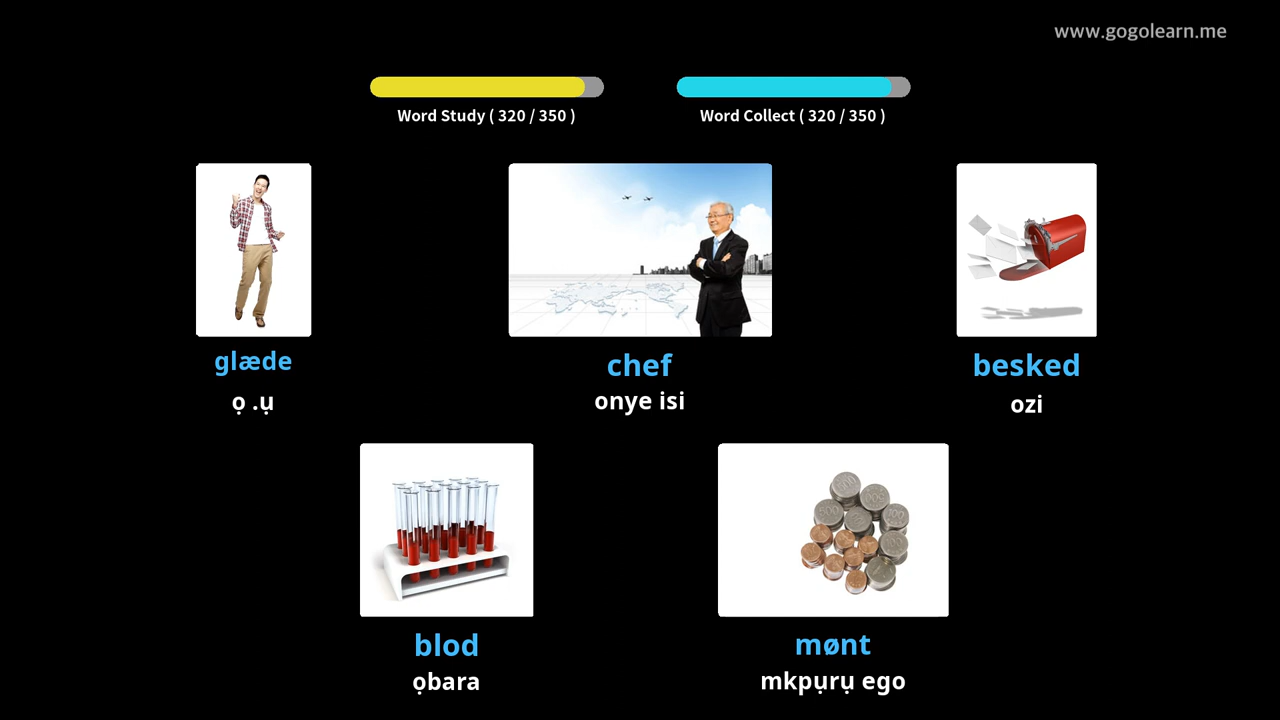 www.gogolearn.me
Word Study ( 320 / 350 )
Word Collect ( 320 / 350 )
glæde
ọ .ụ
chef
onye isi
besked
ozi
blod
ọbara
mønt
mkpụrụ ego